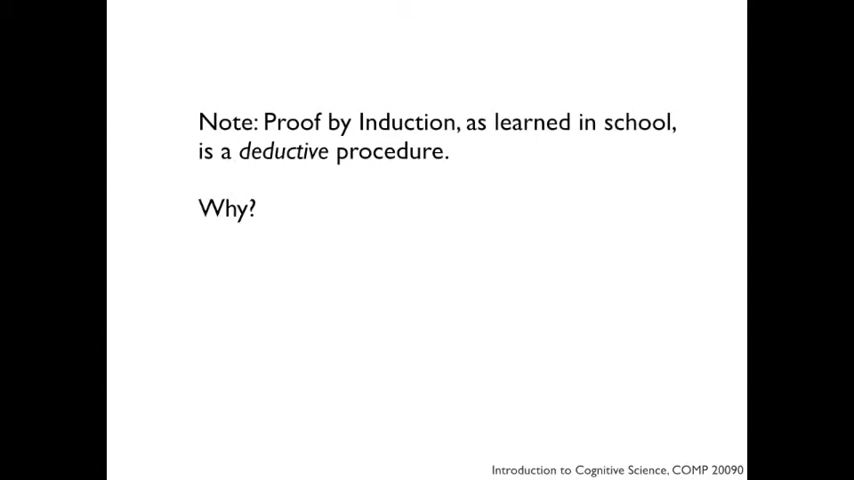 Note: Proof by Induction, as learned in school,
is a deductive procedure.
Why?
Introduction to Cognitive Science, COMP 20090